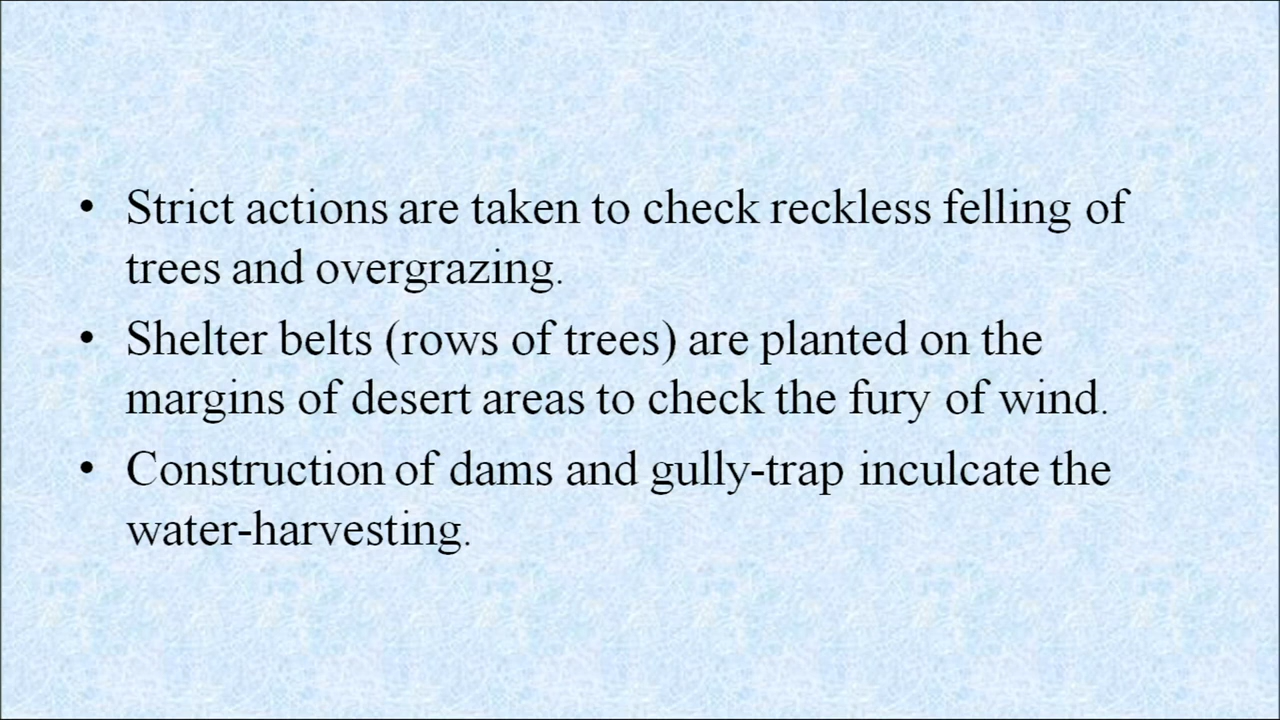 • Strict actions are taken to check reckless felling of
trees and overgrazing.
• Shelter belts (rows of trees) are planted on the
margins of desert areas to check the fury of wind.
• Construction of dams and gully-trap inculcate the
water-harvesting.